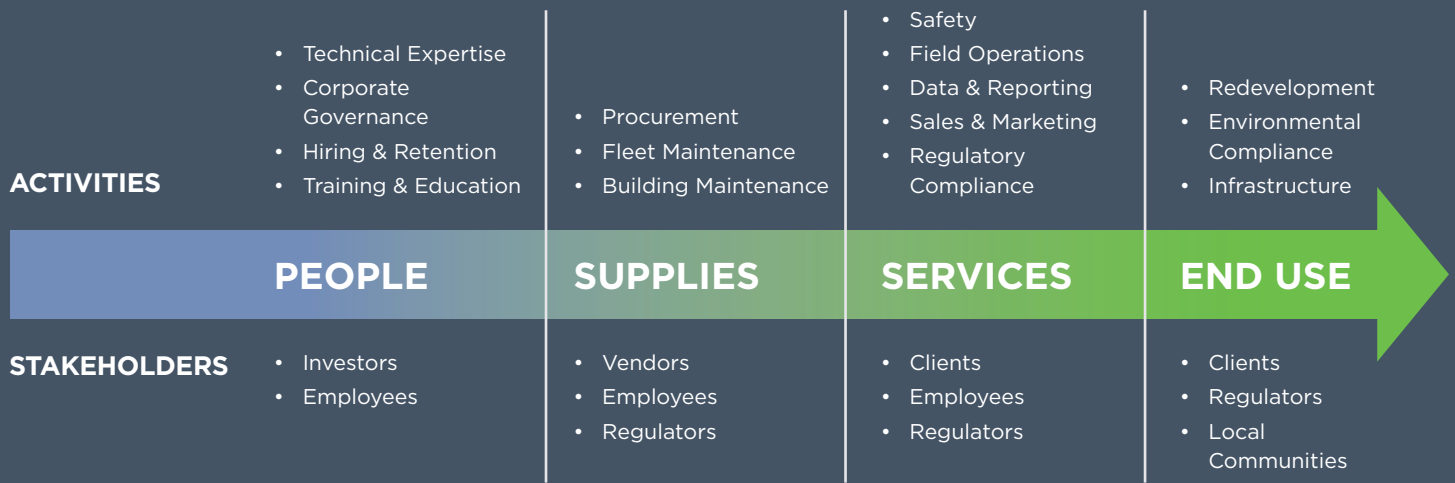 ACTIVITIES
• Technical Expertise
• Corporate
Governance
• Hiring & Retention
• Training & Education
• Procurement
• Fleet Maintenance
• Building Maintenance
• Safety
• Field Operations
• Data & Reporting
• Sales & Marketing
• Regulatory
Compliance
• Redevelopment
• Environmental
Compliance
• Infrastructure
PEOPLE
SUPPLIES
SERVICES
END USE
STAKEHOLDERS
• Investors
• Employees
• Vendors
• Employees
• Regulators
• Clients
• Employees
• Regulators
• Clients
• Regulators
• Local
Communities